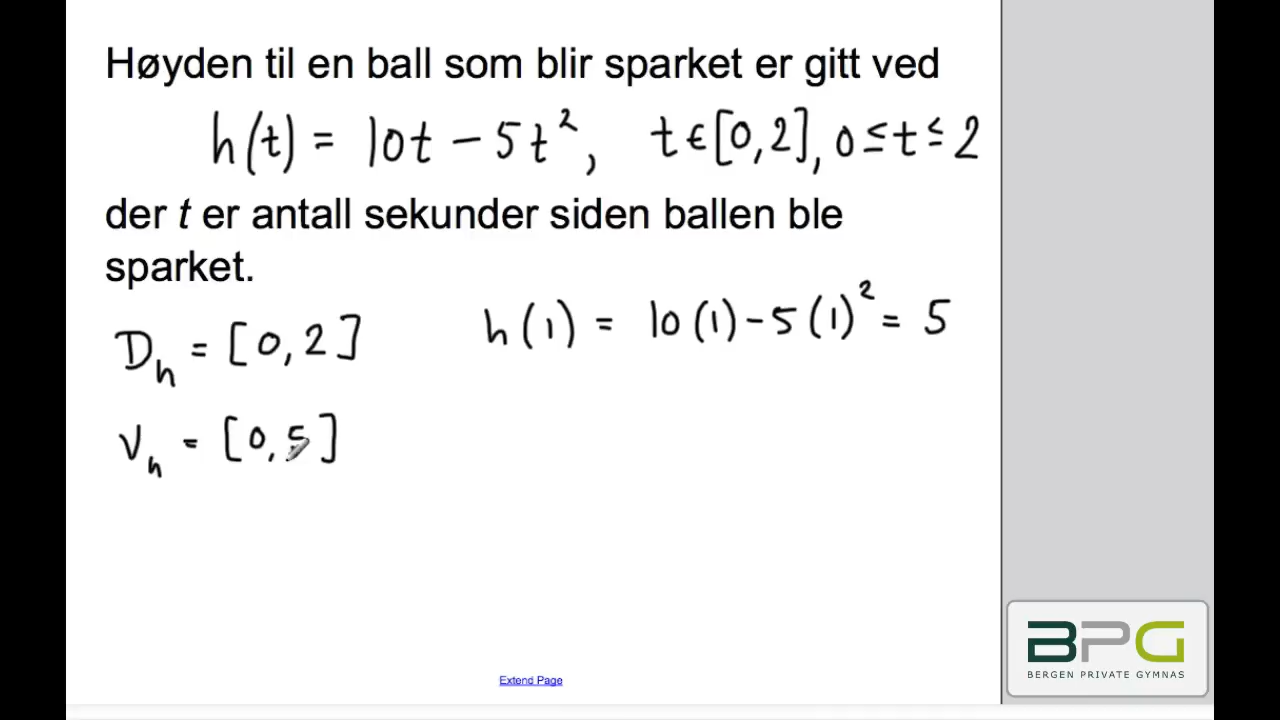 Høyden til en ball som blir sparket er gitt ved
h(t) = 10t − 5t², t ∈ [0,2], 0 ≤ t ≤ 2
der t er antall sekunder siden ballen ble
sparket.
D_h = [0,2]
h(1) = 10(1) − 5(1)² = 5
V_h = [0,5]
Extend Page
BPG
BERGEN PRIVATE GYMNAS